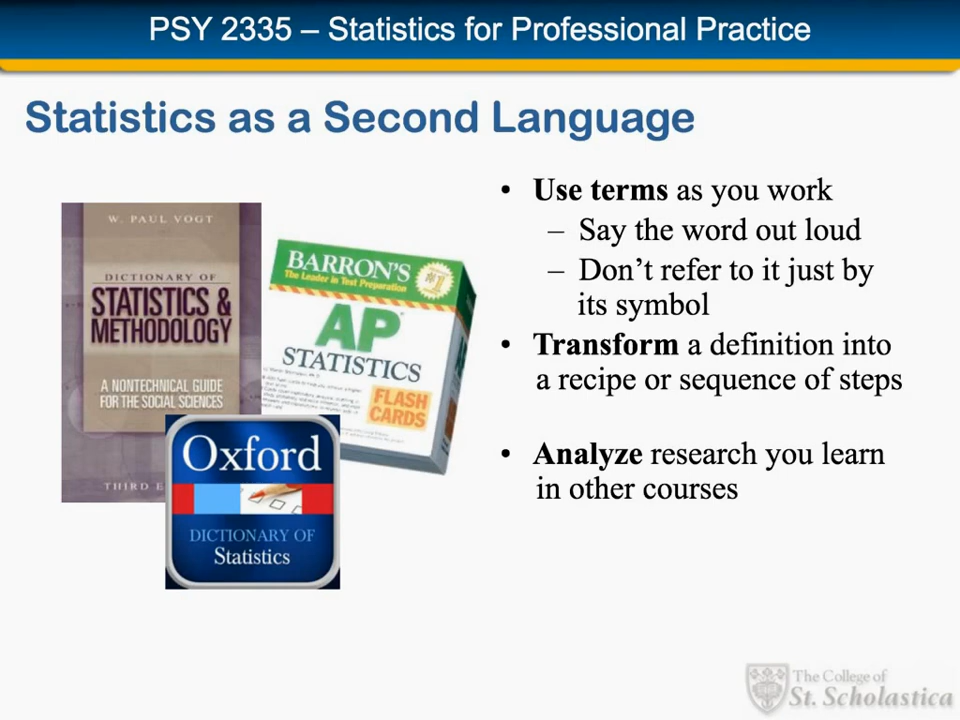 PSY 2335 – Statistics for Professional Practice
Statistics as a Second Language
W. PAUL VOGT
DICTIONARY OF
STATISTICS &
METHODOLOGY
A NONTECHNICAL GUIDE
FOR THE SOCIAL SCIENCES
THIRD E
BARRON'S
The Leader in Test Preparation
#1
AP
STATISTICS
FLASH
CARDS
Oxford
DICTIONARY OF
Statistics
• Use terms as you work
– Say the word out loud
– Don't refer to it just by
its symbol
• Transform a definition into
a recipe or sequence of steps
• Analyze research you learn
in other courses
The College of
St. Scholastica